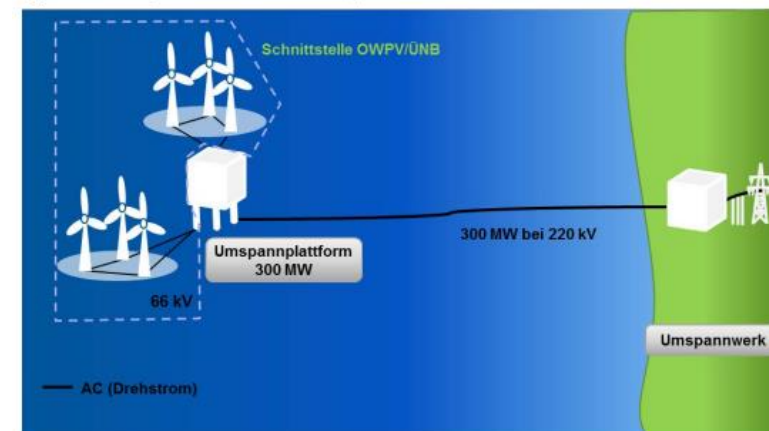 Schnittstelle OWPV/ÜNB
300 MW bei 220 kV
Umspannplattform
300 MW
66 kV
Umspannwerk
AC (Drehstrom)